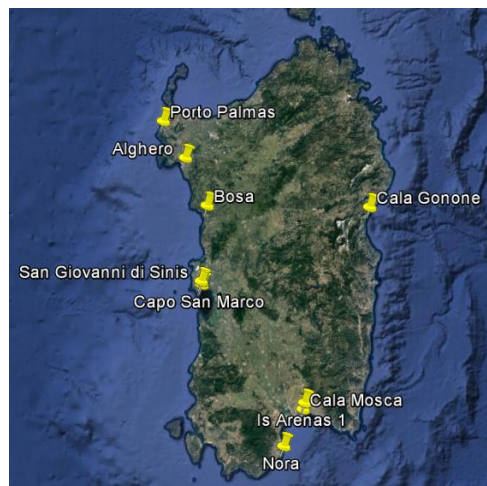 Porto Palmas
Alghero
Bosa
Cala Gonone
San Giovanni di Sinis
Capo San Marco
Cala Mosca
Is Arenas 1
Nora